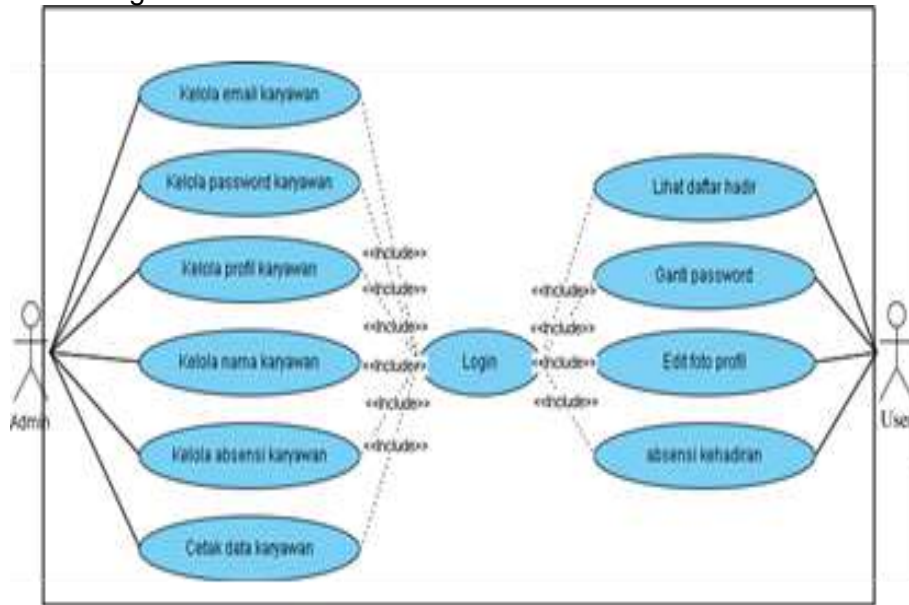 Kelola email karyawan
Kelola password karyawan
Kelola profil karyawan
Kelola nama karyawan
Kelola absensi karyawan
Cetak data karyawan
Admin
<<Include>>
<<Include>>
<<Include>>
<<Include>>
<<Include>>
<<Include>>
Login
<<Include>>
<<Include>>
<<Include>>
<<Include>>
Lihat daftar hadir
Ganti password
Edit foto profil
absensi kehadiran
User